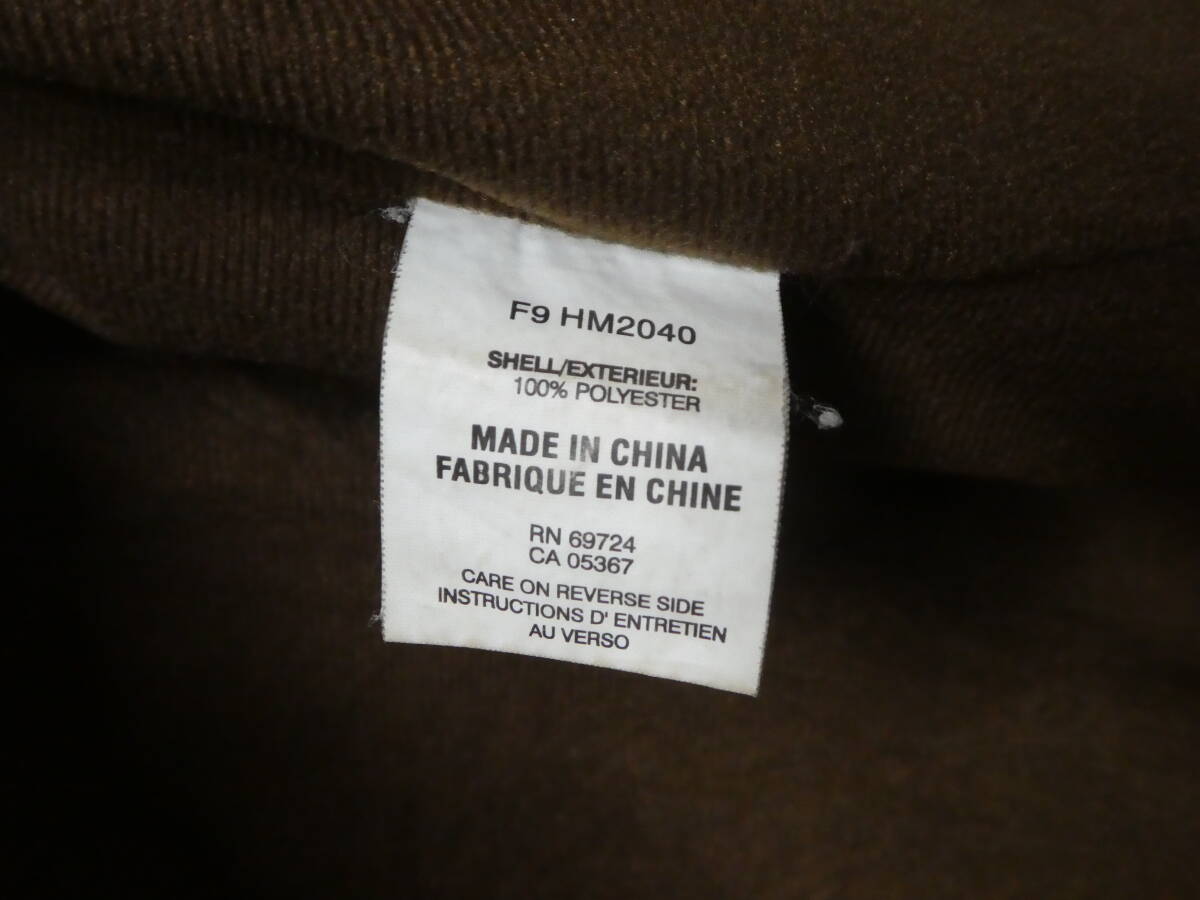 F9 HM2040
SHELL/EXTERIEUR:
100% POLYESTER
MADE IN CHINA
FABRIQUE EN CHINE
RN 69724
CA 05367
CARE ON REVERSE SIDE
INSTRUCTIONS D' ENTRETIEN
AU VERSO